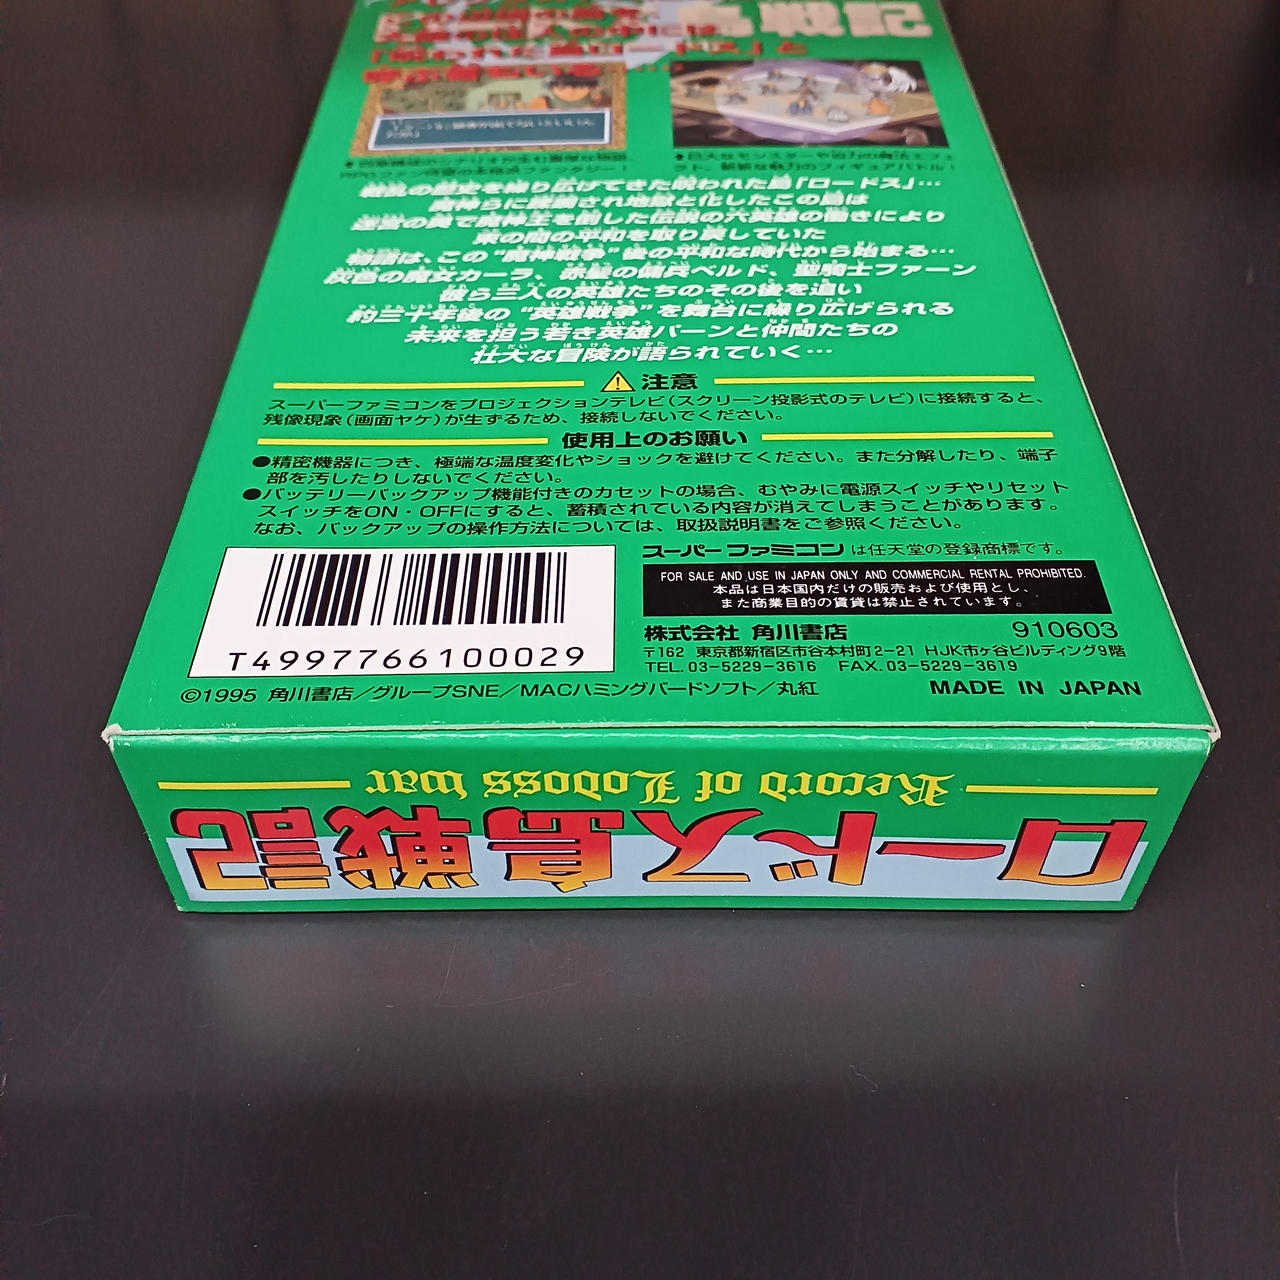 「呪われた島ロードス」と
戦乱の歴史を繰り広げてきた呪われた島「ロードス」…
魔神らに蹂躙され地獄と化したこの島は
迷宮の奥で魔神王を倒した伝説の六英雄の働きにより
束の間の平和を取り戻していた
物語は、この“魔神戦争”後の平和な時代から始まる…
灰色の魔女カーラ、赤髪の傭兵ベルド、聖騎士ファーン
彼ら三人の英雄たちのその後を追い
約三十年後の“英雄戦争”を舞台に繰り広げられる
未来を担う若き英雄パーンと仲間たちの
壮大な冒険が語られていく…
注意
スーパーファミコンをプロジェクションテレビ(スクリーン投影式のテレビ)に接続すると、
残像現象(画面ヤケ)が生ずるため、接続しないでください。
使用上のお願い
●精密機器につき、極端な温度変化やショックを避けてください。また分解したり、端子
部を汚したりしないでください。
●バッテリーバックアップ機能付きのカセットの場合、むやみに電源スイッチやリセット
スイッチをON・OFFにすると、蓄積されている内容が消えてしまうことがあります。
なお、バックアップの操作方法については、取扱説明書をご参照ください。
スーパーファミコンは任天堂の登録商標です。
FOR SALE AND USE IN JAPAN ONLY AND COMMERCIAL RENTAL PROHIBITED.
本品は日本国内だけの販売および使用とし、
また商業目的の賃貸は禁止されています。
株式会社 角川書店 910603
〒162 東京都新宿区市谷本村町2-21 HJK市ヶ谷ビルディング9階
TEL.03-5229-3616 FAX.03-5229-3619
T4997766100029
©1995 角川書店/グループSNE/MACハミングバードソフト/丸紅
MADE IN JAPAN
Record of Lodoss War
ロードス島戦記